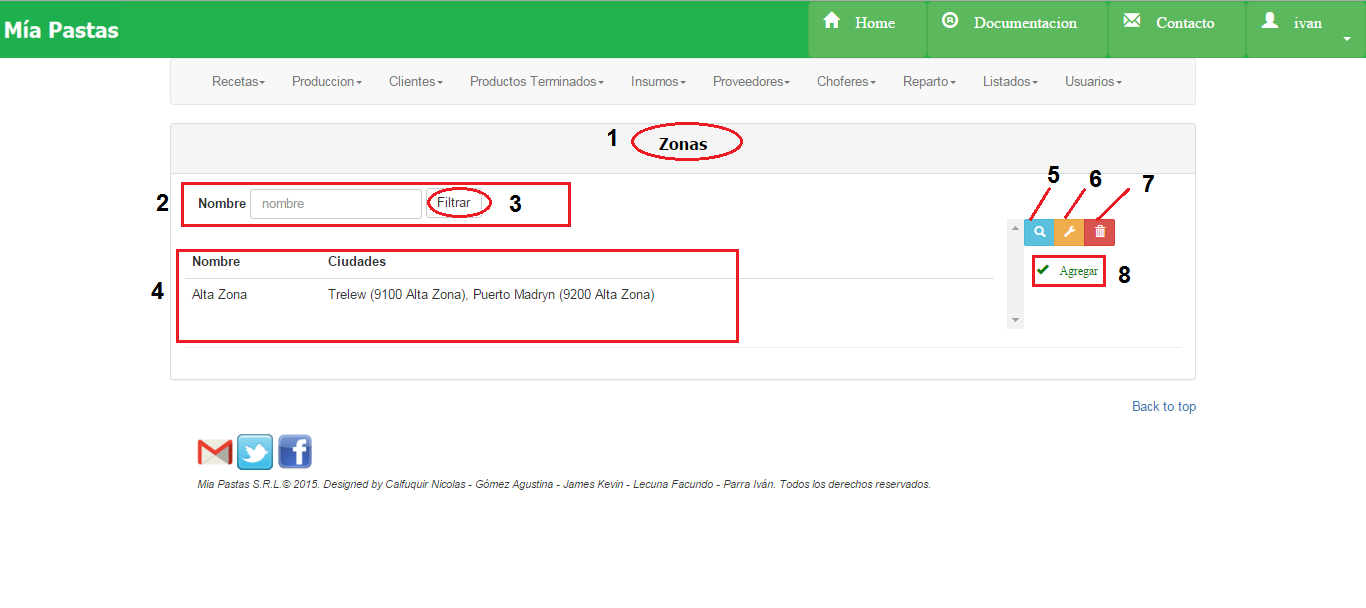 Mía Pastas Home Documentacion Contacto ivan
Recetas Produccion Clientes Productos Terminados Insumos Proveedores Choferes Reparto Listados Usuarios
1 Zonas
2 Nombre nombre Filtrar 3
5 6 7
Nombre Ciudades
Agregar 8
4 Alta Zona Trelew (9100 Alta Zona), Puerto Madryn (9200 Alta Zona)
Back to top
Mia Pastas S.R.L.© 2015. Designed by Calfuquir Nicolas - Gómez Agustina - James Kevin - Lecuna Facundo - Parra Iván. Todos los derechos reservados.